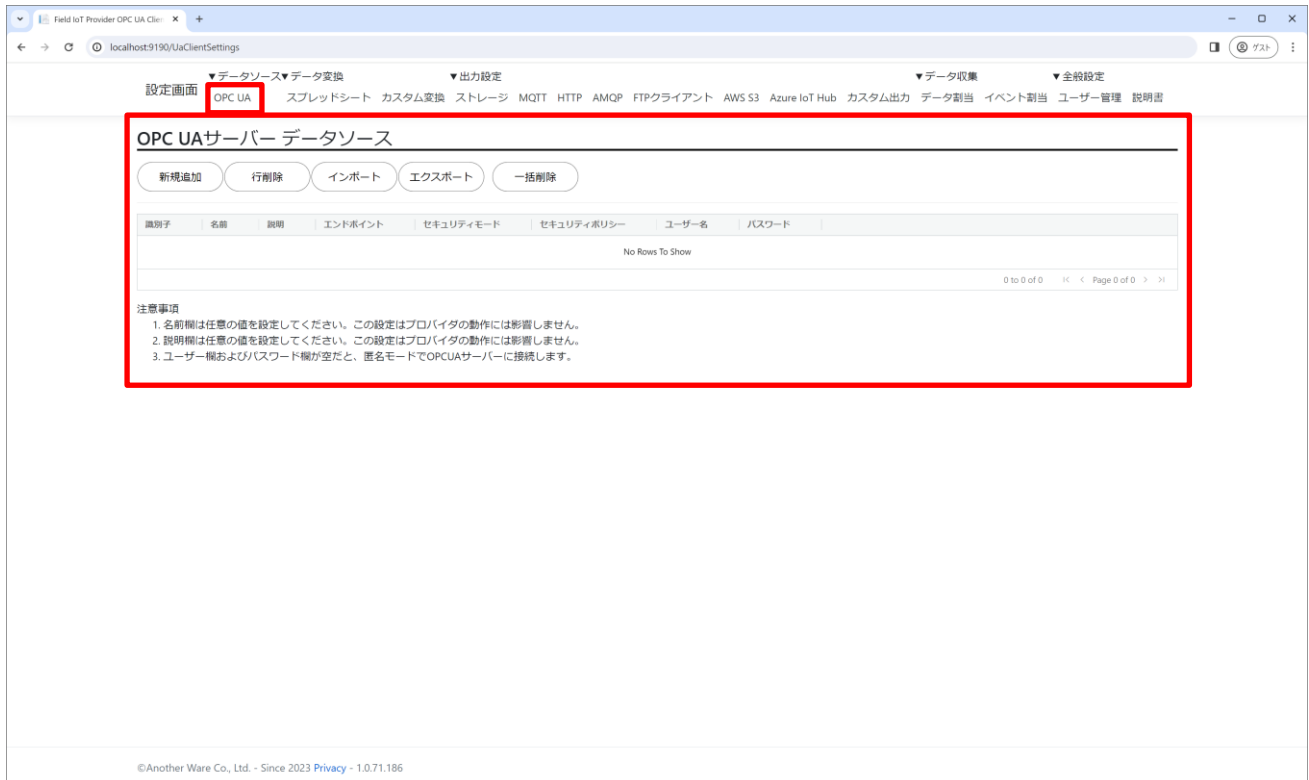 Field IoT Provider OPC UA Clien
localhost:9190/UaClientSettings
ゲスト
設定画面
▼データソース▼データ変換 ▼出力設定 ▼データ収集 ▼全般設定
OPC UA スプレッドシート カスタム変換 ストレージ MQTT HTTP AMQP FTPクライアント AWS S3 Azure IoT Hub カスタム出力 データ割当 イベント割当 ユーザー管理 説明書
OPC UAサーバー データソース
新規追加 行削除 インポート エクスポート 一括削除
識別子 名前 説明 エンドポイント セキュリティモード セキュリティポリシー ユーザー名 パスワード
No Rows To Show
0 to 0 of 0 Page 0 of 0
注意事項
1. 名前欄は任意の値を設定してください。この設定はプロバイダの動作には影響しません。
2. 説明欄は任意の値を設定してください。この設定はプロバイダの動作には影響しません。
3. ユーザー欄およびパスワード欄が空だと、匿名モードでOPCUAサーバーに接続します。
©Another Ware Co., Ltd. - Since 2023 Privacy - 1.0.71.186